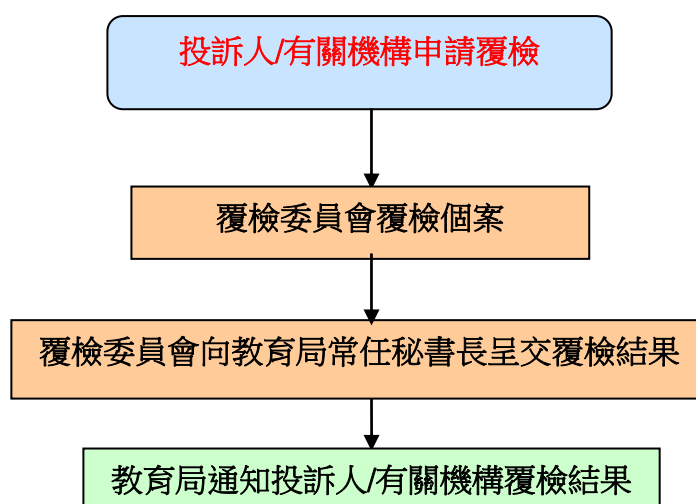 投訴人/有關機構申請覆檢
覆檢委員會覆檢個案
覆檢委員會向教育局常任秘書長呈交覆檢結果
教育局通知投訴人/有關機構覆檢結果